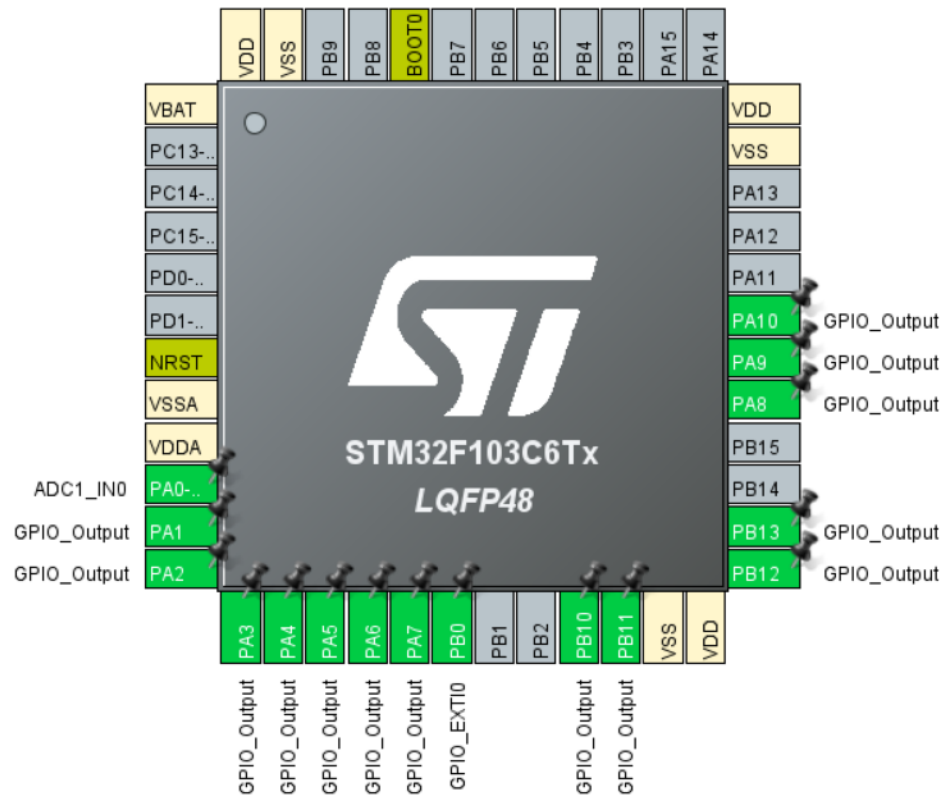 VDD
VSS
PB9
PB8
BOOT0
PB7
PB6
PB5
PB4
PB3
PA15
PA14
VBAT
PC13-..
PC14-..
PC15-..
PD0-..
PD1-..
NRST
VSSA
VDDA
ADC1_IN0 PA0-..
GPIO_Output PA1
GPIO_Output PA2
VDD
VSS
PA13
PA12
PA11
PA10 GPIO_Output
PA9 GPIO_Output
PA8 GPIO_Output
PB15
PB14
PB13 GPIO_Output
PB12 GPIO_Output
ST
STM32F103C6Tx
LQFP48
PA3
PA4
PA5
PA6
PA7
PB0
PB1
PB2
PB10
PB11
VSS
VDD
GPIO_Output
GPIO_Output
GPIO_Output
GPIO_Output
GPIO_Output
GPIO_EXTI0
GPIO_Output
GPIO_Output